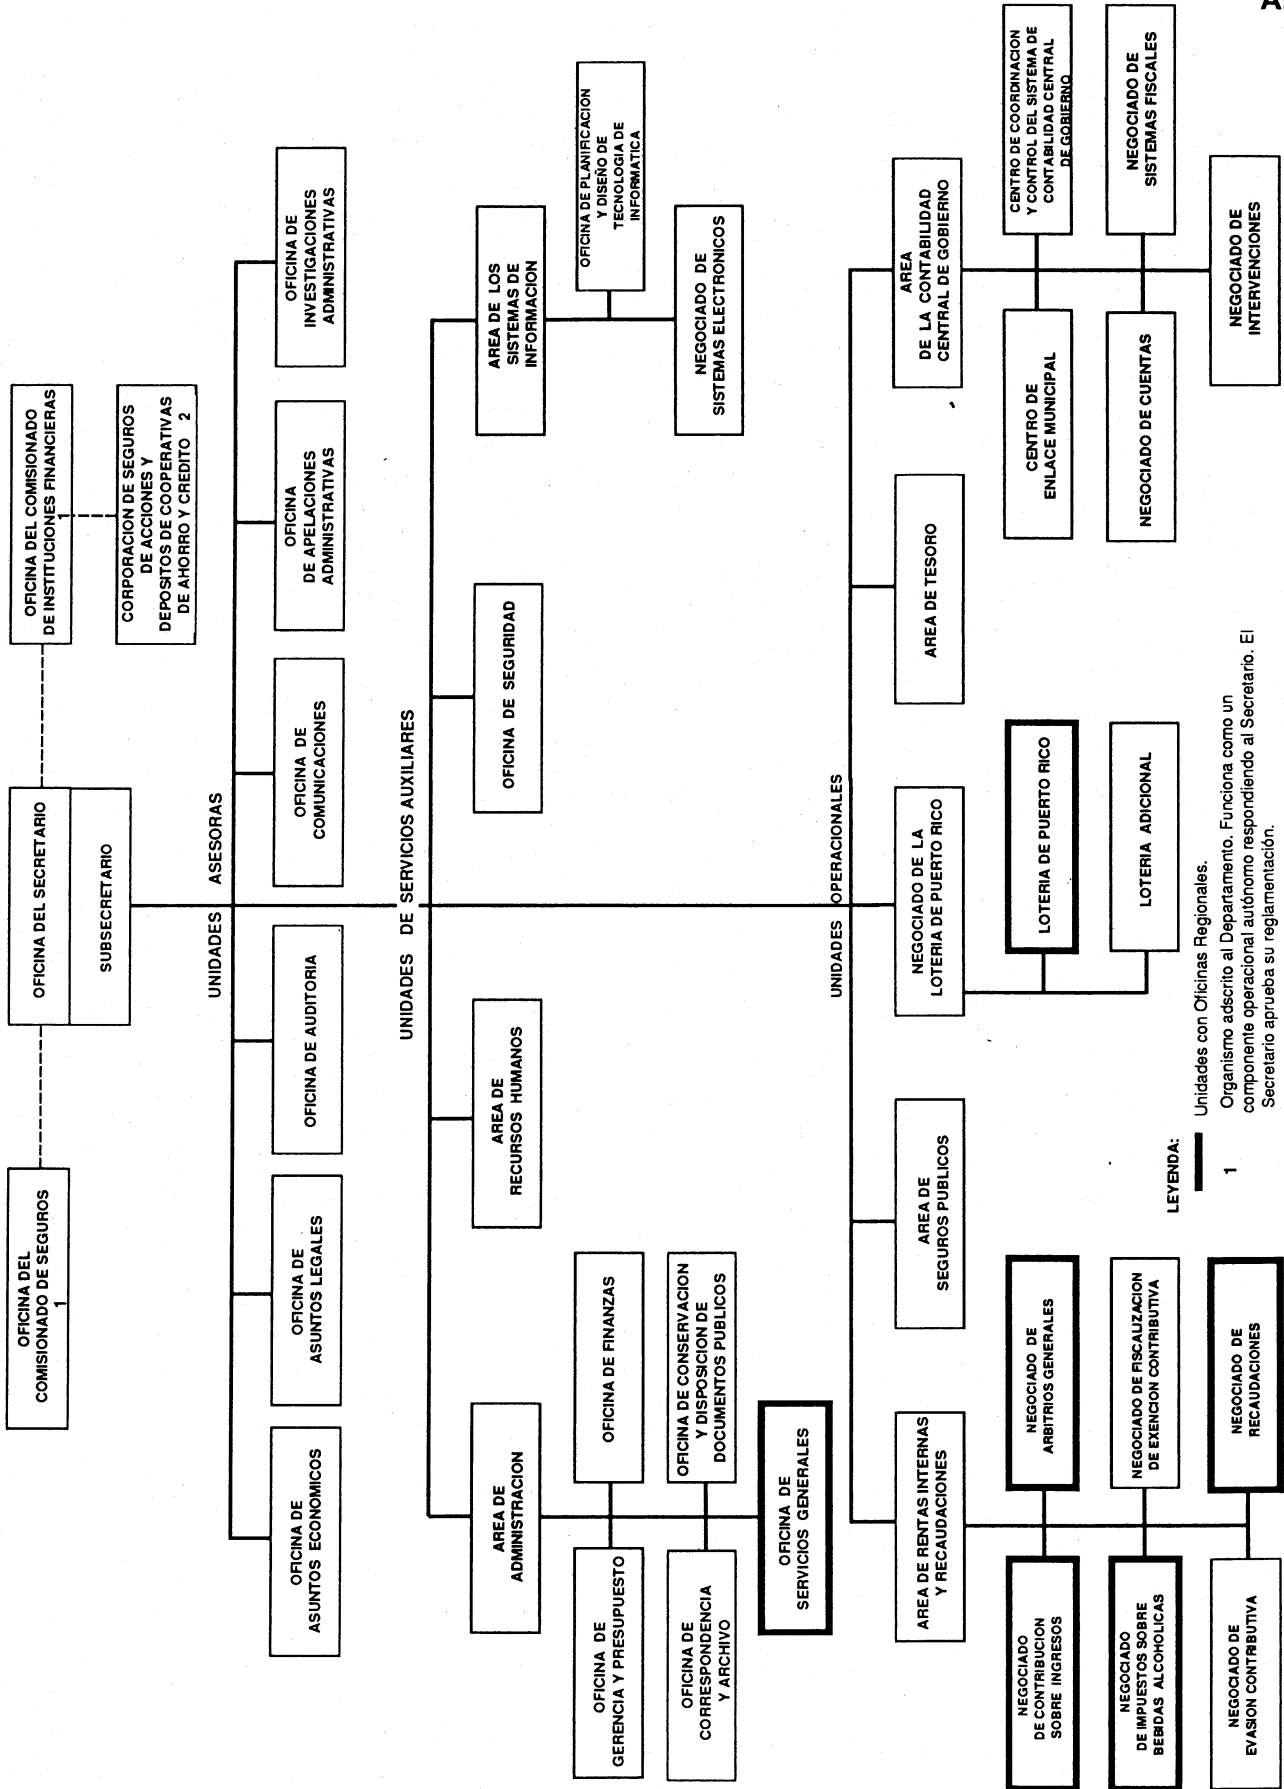 OFICINA DEL
COMISIONADO DE SEGUROS
1
OFICINA DEL SECRETARIO
SUBSECRETARIO
OFICINA DEL COMISIONADO
DE INSTITUCIONES FINANCIERAS
1
CORPORACION DE SEGUROS
DE ACCIONES Y
DEPOSITOS DE COOPERATIVAS
DE AHORRO Y CREDITO 2
UNIDADES ASESORAS
OFICINA DE
ASUNTOS ECONOMICOS
OFICINA DE
ASUNTOS LEGALES
OFICINA DE AUDITORIA
OFICINA DE
COMUNICACIONES
OFICINA
DE APELACIONES
ADMINISTRATIVAS
OFICINA DE
INVESTIGACIONES
ADMINISTRATIVAS
UNIDADES DE SERVICIOS AUXILIARES
AREA DE
ADMINISTRACION
AREA DE
RECURSOS HUMANOS
OFICINA DE SEGURIDAD
AREA DE LOS
SISTEMAS DE
INFORMACION
OFICINA DE
GERENCIA Y PRESUPUESTO
OFICINA DE FINANZAS
OFICINA DE
CORRESPONDENCIA
Y ARCHIVO
OFICINA DE CONSERVACION
Y DISPOSICION DE
DOCUMENTOS PUBLICOS
OFICINA DE
SERVICIOS GENERALES
OFICINA DE PLANIFICACION
Y DISEÑO DE
TECNOLOGIA DE
INFORMATICA
NEGOCIADO DE
SISTEMAS ELECTRONICOS
UNIDADES OPERACIONALES
AREA DE RENTAS INTERNAS
Y RECAUDACIONES
AREA DE
SEGUROS PUBLICOS
NEGOCIADO DE LA
LOTERIA DE PUERTO RICO
AREA DE TESORO
AREA
DE LA CONTABILIDAD
CENTRAL DE GOBIERNO
NEGOCIADO
DE CONTRIBUCION
SOBRE INGRESOS
NEGOCIADO DE
ARBITRIOS GENERALES
NEGOCIADO
DE IMPUESTOS SOBRE
BEBIDAS ALCOHOLICAS
NEGOCIADO DE FISCALIZACION
DE EXENCION CONTRIBUTIVA
NEGOCIADO DE
EVASION CONTRIBUTIVA
NEGOCIADO DE
RECAUDACIONES
LOTERIA DE PUERTO RICO
LOTERIA ADICIONAL
CENTRO DE
ENLACE MUNICIPAL
CENTRO DE COORDINACION
Y CONTROL DEL SISTEMA DE
CONTABILIDAD CENTRAL
DE GOBIERNO
NEGOCIADO DE CUENTAS
NEGOCIADO DE
SISTEMAS FISCALES
NEGOCIADO DE
INTERVENCIONES
LEYENDA:
Unidades con Oficinas Regionales.
1 Organismo adscrito al Departamento. Funciona como un
componente operacional autónomo respondiendo al Secretario. El
Secretario aprueba su reglamentación.